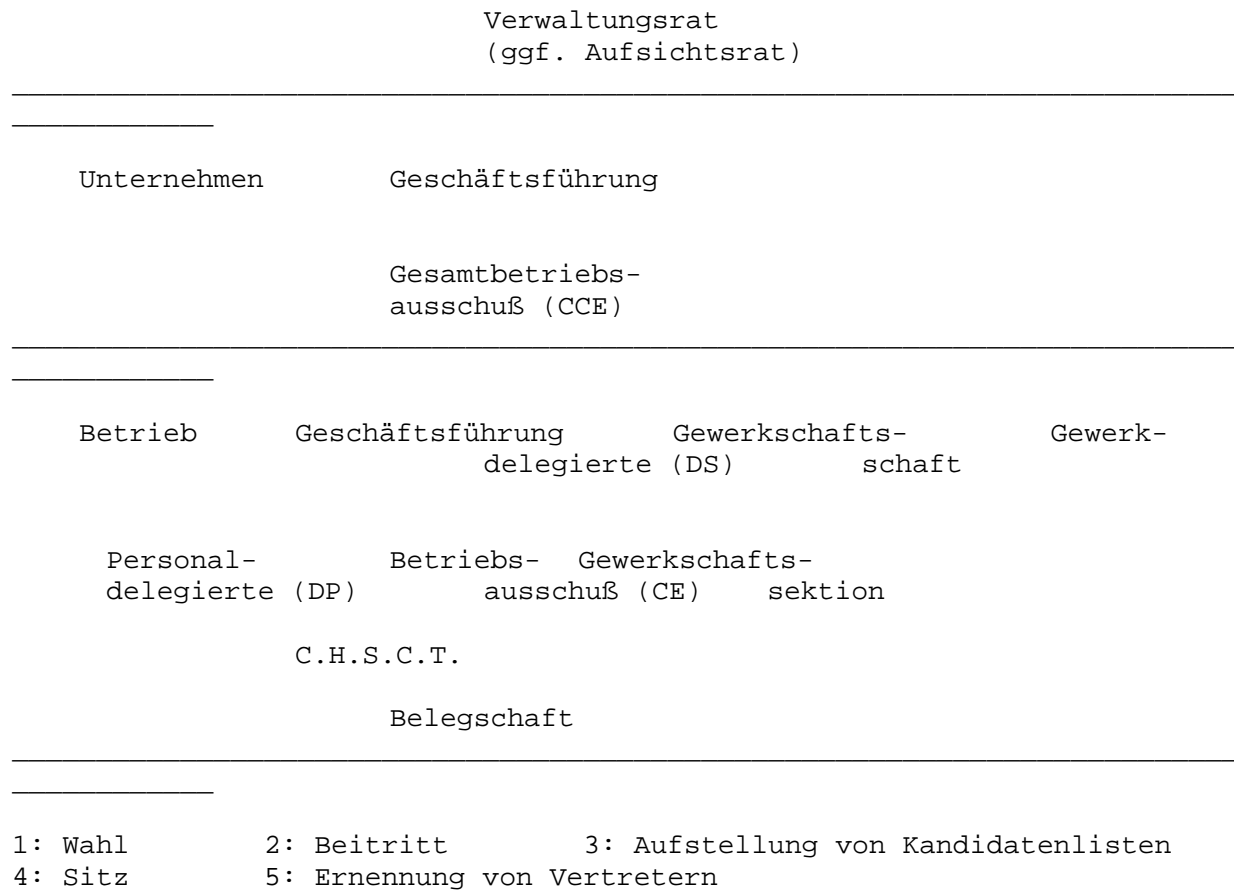 Verwaltungsrat
(ggf. Aufsichtsrat)
Unternehmen Geschäftsführung
Gesamtbetriebs-
ausschuß (CCE)
Betrieb Geschäftsführung Gewerkschafts- Gewerk-
delegierte (DS) schaft
Personal- Betriebs- Gewerkschafts-
delegierte (DP) ausschuß (CE) sektion
C.H.S.C.T.
Belegschaft
1: Wahl 2: Beitritt 3: Aufstellung von Kandidatenlisten
4: Sitz 5: Ernennung von Vertretern